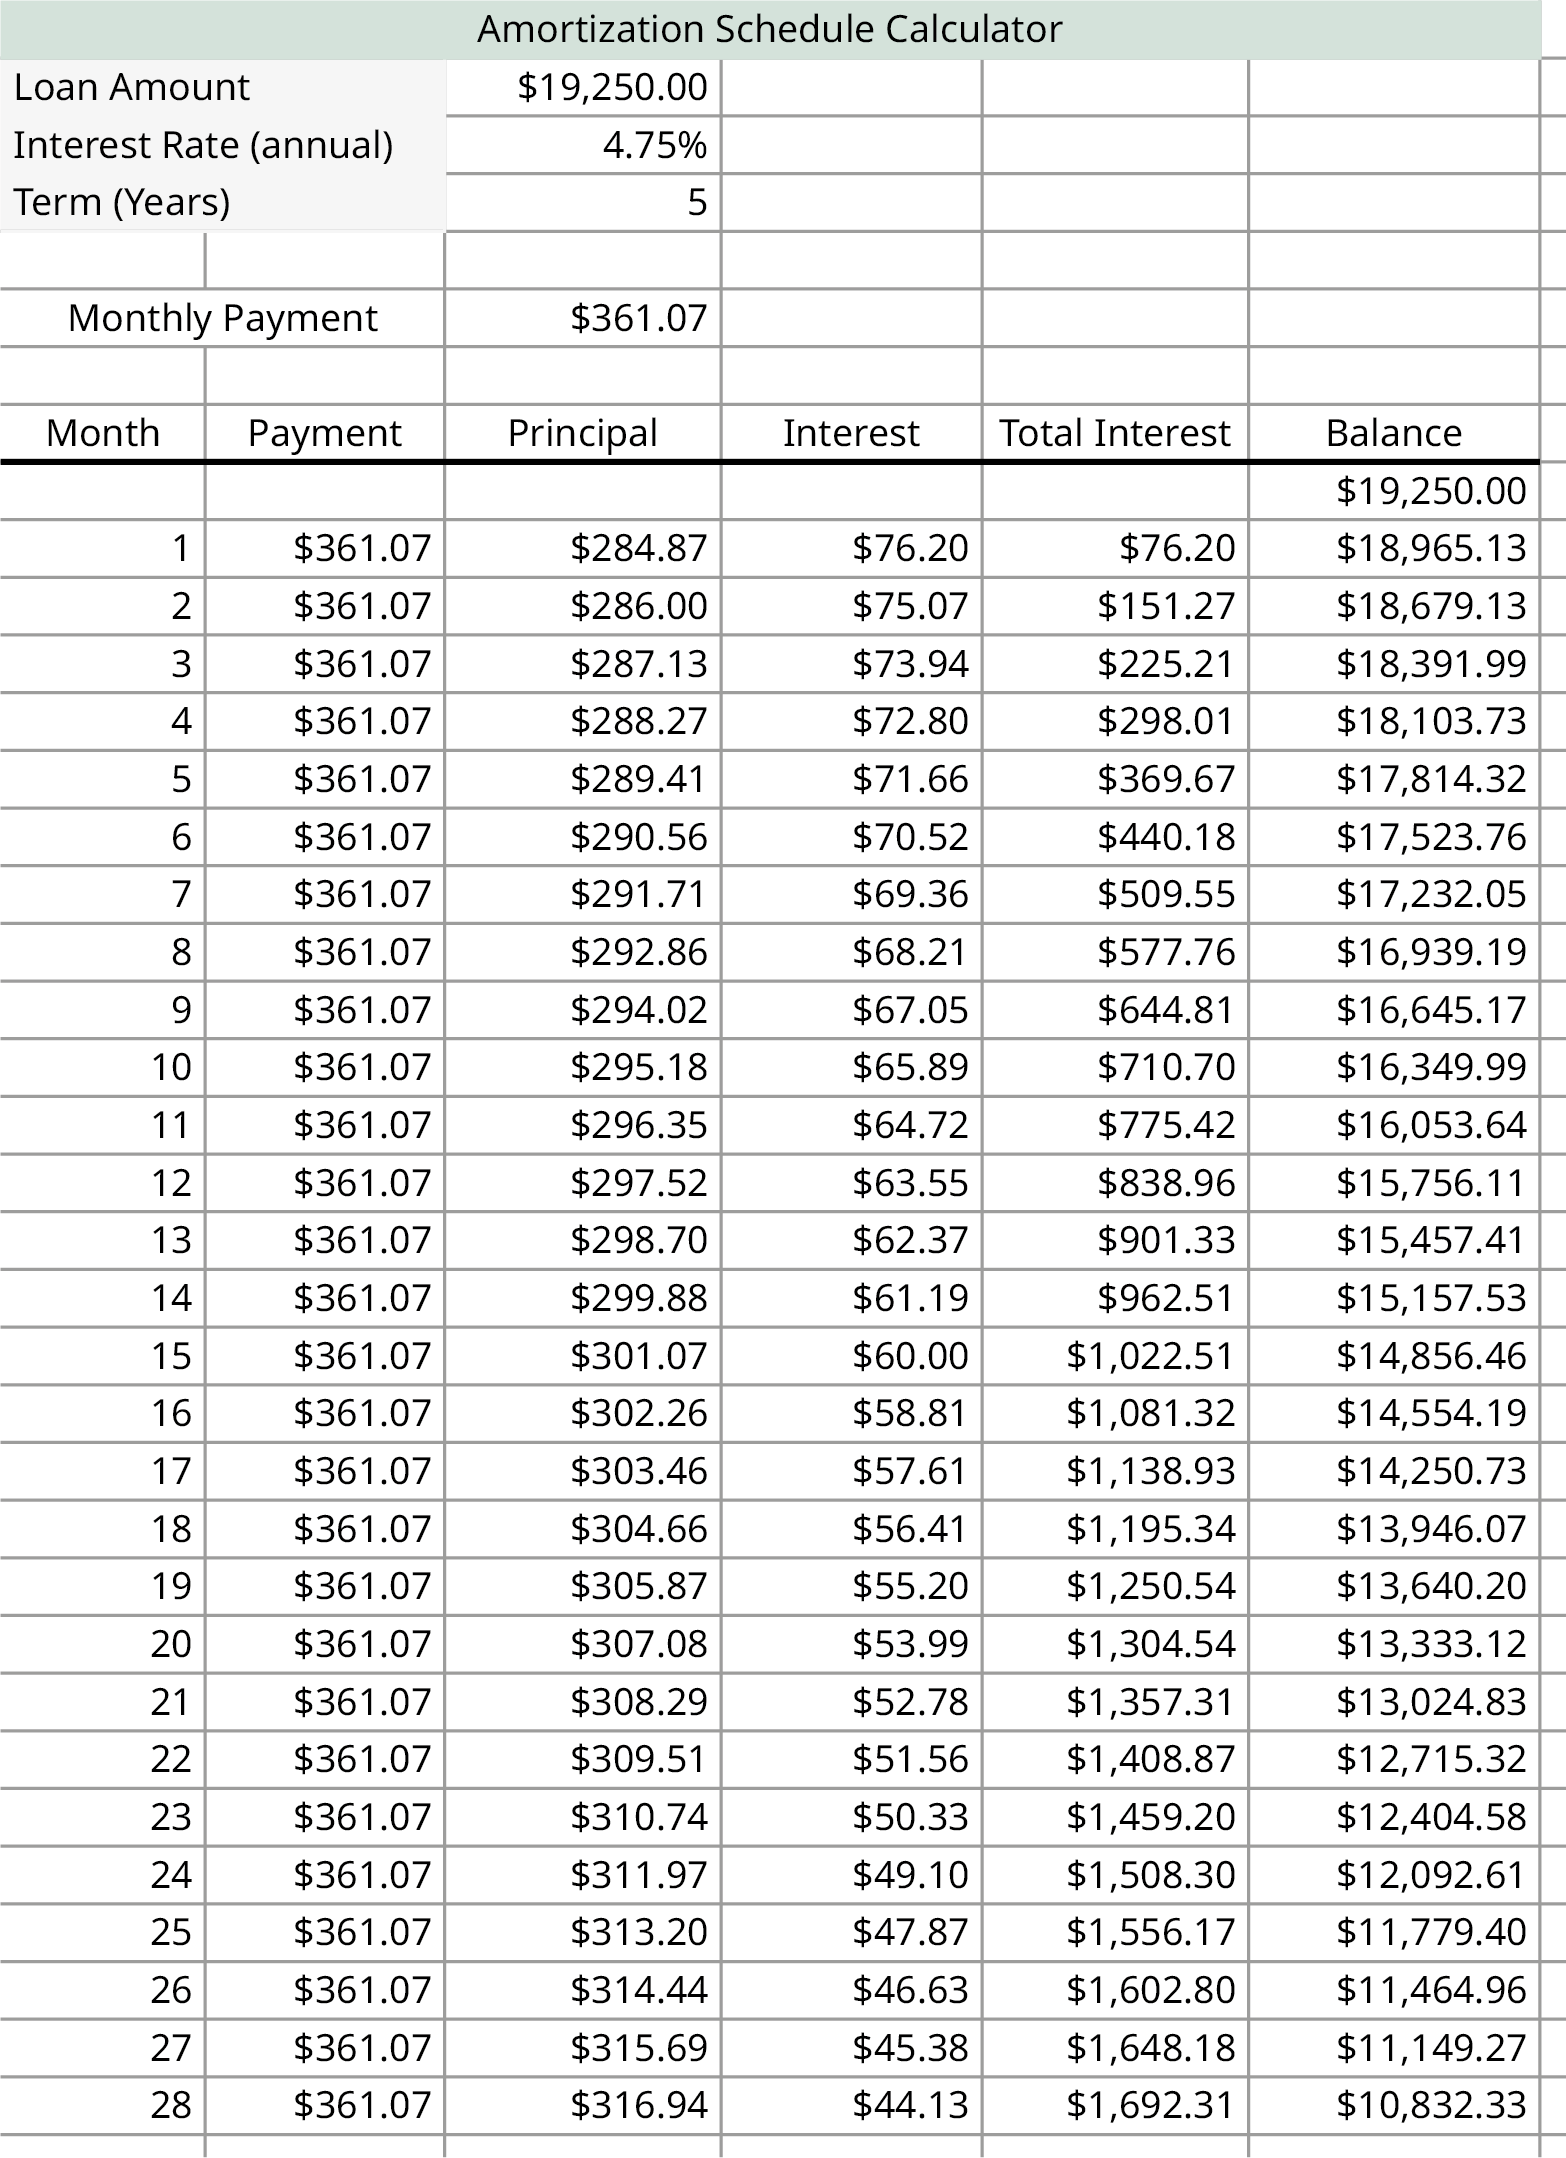 Amortization Schedule Calculator
Loan Amount $19,250.00
Interest Rate (annual) 4.75%
Term (Years) 5
Monthly Payment $361.07
Month Payment Principal Interest Total Interest Balance
$19,250.00
1 $361.07 $284.87 $76.20 $76.20 $18,965.13
2 $361.07 $286.00 $75.07 $151.27 $18,679.13
3 $361.07 $287.13 $73.94 $225.21 $18,391.99
4 $361.07 $288.27 $72.80 $298.01 $18,103.73
5 $361.07 $289.41 $71.66 $369.67 $17,814.32
6 $361.07 $290.56 $70.52 $440.18 $17,523.76
7 $361.07 $291.71 $69.36 $509.55 $17,232.05
8 $361.07 $292.86 $68.21 $577.76 $16,939.19
9 $361.07 $294.02 $67.05 $644.81 $16,645.17
10 $361.07 $295.18 $65.89 $710.70 $16,349.99
11 $361.07 $296.35 $64.72 $775.42 $16,053.64
12 $361.07 $297.52 $63.55 $838.96 $15,756.11
13 $361.07 $298.70 $62.37 $901.33 $15,457.41
14 $361.07 $299.88 $61.19 $962.51 $15,157.53
15 $361.07 $301.07 $60.00 $1,022.51 $14,856.46
16 $361.07 $302.26 $58.81 $1,081.32 $14,554.19
17 $361.07 $303.46 $57.61 $1,138.93 $14,250.73
18 $361.07 $304.66 $56.41 $1,195.34 $13,946.07
19 $361.07 $305.87 $55.20 $1,250.54 $13,640.20
20 $361.07 $307.08 $53.99 $1,304.54 $13,333.12
21 $361.07 $308.29 $52.78 $1,357.31 $13,024.83
22 $361.07 $309.51 $51.56 $1,408.87 $12,715.32
23 $361.07 $310.74 $50.33 $1,459.20 $12,404.58
24 $361.07 $311.97 $49.10 $1,508.30 $12,092.61
25 $361.07 $313.20 $47.87 $1,556.17 $11,779.40
26 $361.07 $314.44 $46.63 $1,602.80 $11,464.96
27 $361.07 $315.69 $45.38 $1,648.18 $11,149.27
28 $361.07 $316.94 $44.13 $1,692.31 $10,832.33